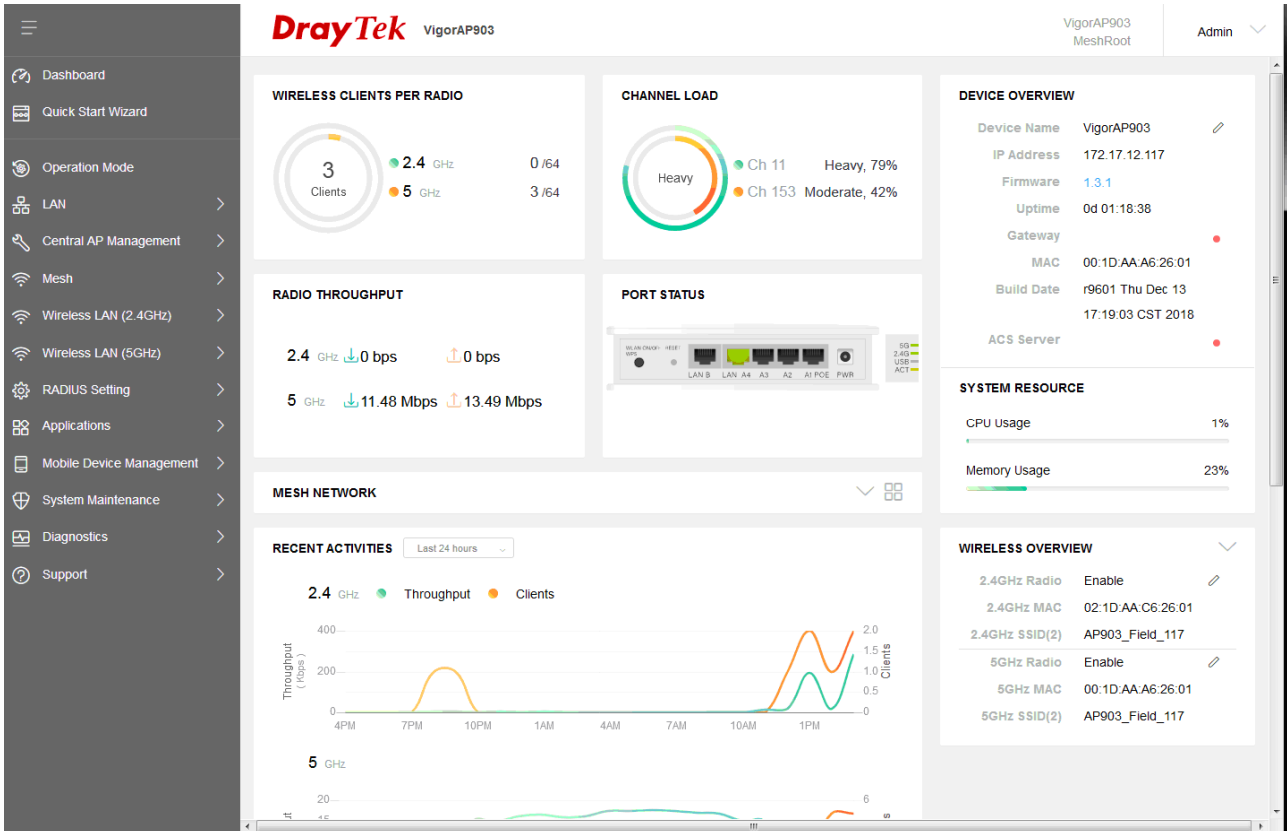 DrayTek VigorAP903
VigorAP903
MeshRoot
Admin
Dashboard
Quick Start Wizard
Operation Mode
LAN
Central AP Management
Mesh
Wireless LAN (2.4GHz)
Wireless LAN (5GHz)
RADIUS Setting
Applications
Mobile Device Management
System Maintenance
Diagnostics
Support
WIRELESS CLIENTS PER RADIO
3
Clients
2.4 GHz 0 /64
5 GHz 3 /64
CHANNEL LOAD
Heavy
Ch 11 Heavy, 79%
Ch 153 Moderate, 42%
RADIO THROUGHPUT
2.4 GHz 0 bps 0 bps
5 GHz 11.48 Mbps 13.49 Mbps
PORT STATUS
WLAN ON/OFF
WPS
LAN B LAN A4 A3 A2 A1 POE PWR
5G
2.4G
USB
ACT
MESH NETWORK
RECENT ACTIVITIES Last 24 hours
2.4 GHz Throughput Clients
Throughput
( Kbps )
400
200
0
2.0
1.5
1.0
0.5
0
Clients
4PM 7PM 10PM 1AM 4AM 7AM 10AM 1PM
5 GHz
20
6
DEVICE OVERVIEW
Device Name VigorAP903
IP Address 172.17.12.117
Firmware 1.3.1
Uptime 0d 01:18:38
Gateway
MAC 00:1D:AA:A6:26:01
Build Date r9601 Thu Dec 13
17:19:03 CST 2018
ACS Server
SYSTEM RESOURCE
CPU Usage 1%
Memory Usage 23%
WIRELESS OVERVIEW
2.4GHz Radio Enable
2.4GHz MAC 02:1D:AA:C6:26:01
2.4GHz SSID(2) AP903_Field_117
5GHz Radio Enable
5GHz MAC 00:1D:AA:A6:26:01
5GHz SSID(2) AP903_Field_117